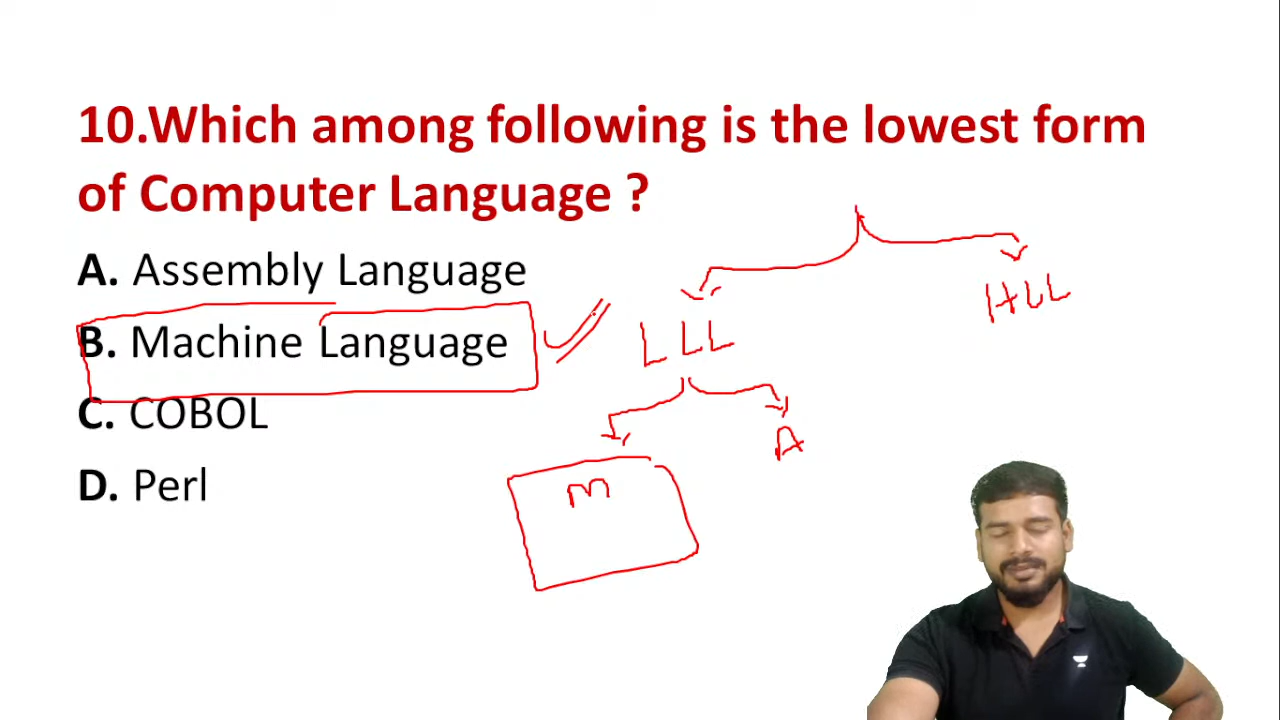 10.Which among following is the lowest form
of Computer Language ?
A. Assembly Language
B. Machine Language
C. COBOL
D. Perl
HLL
LLL
A
M